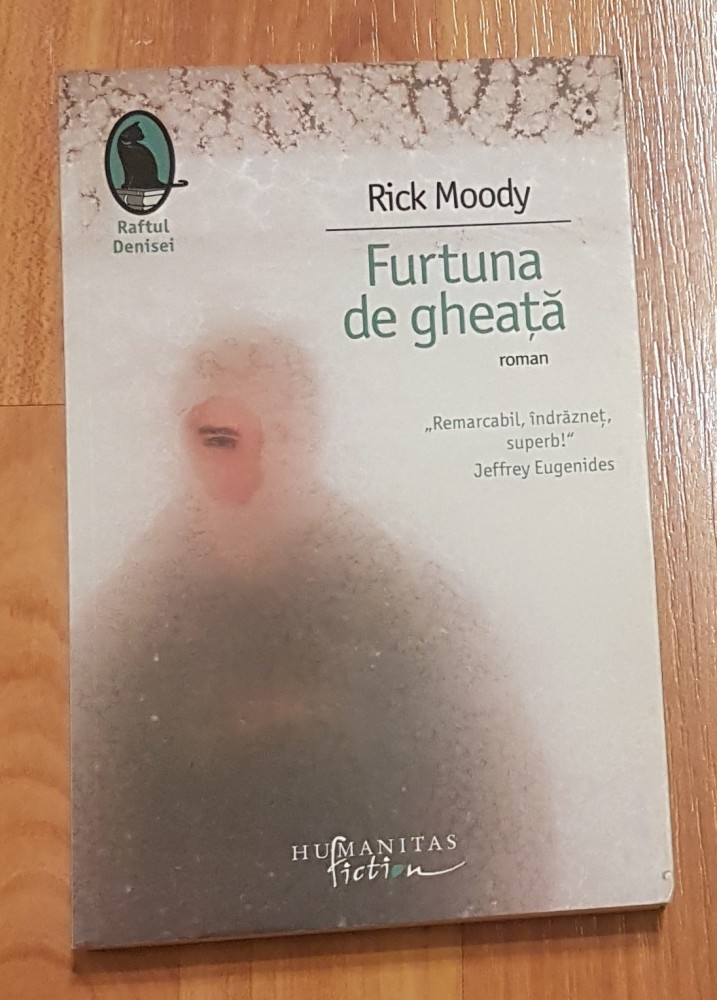 Raftul
Denisei
Rick Moody
Furtuna
de gheață
roman
„Remarcabil, îndrăzneț,
superb!“
Jeffrey Eugenides
HUMANITAS
fiction